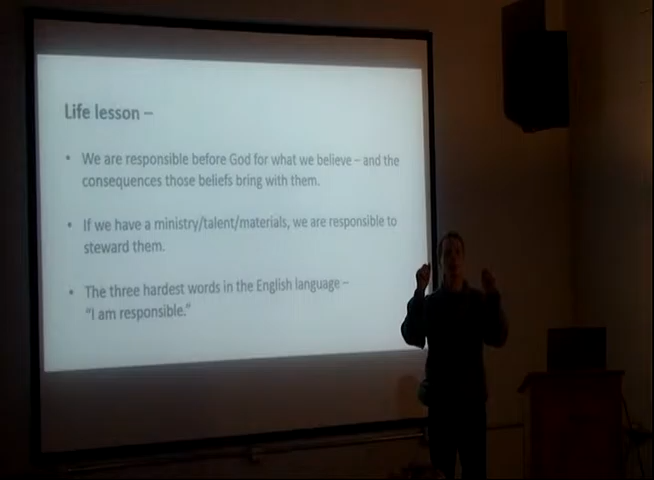 Life lesson –
• We are responsible before God for what we believe – and the
consequences those beliefs bring with them.
• If we have a ministry/talent/materials, we are responsible to
steward them.
• The three hardest words in the English language –
“I am responsible.”